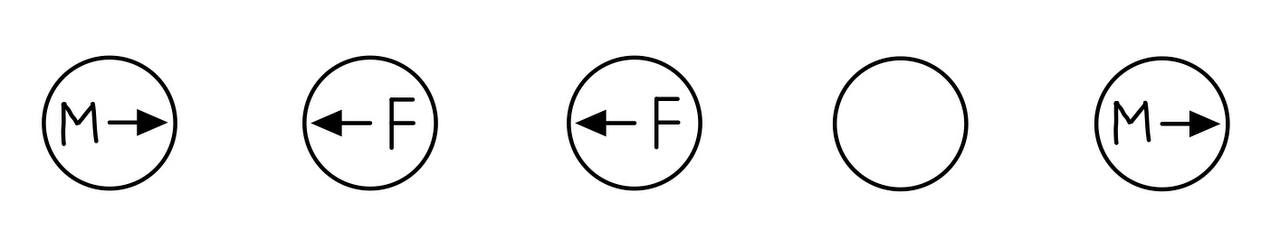 M → ← F ← F M →